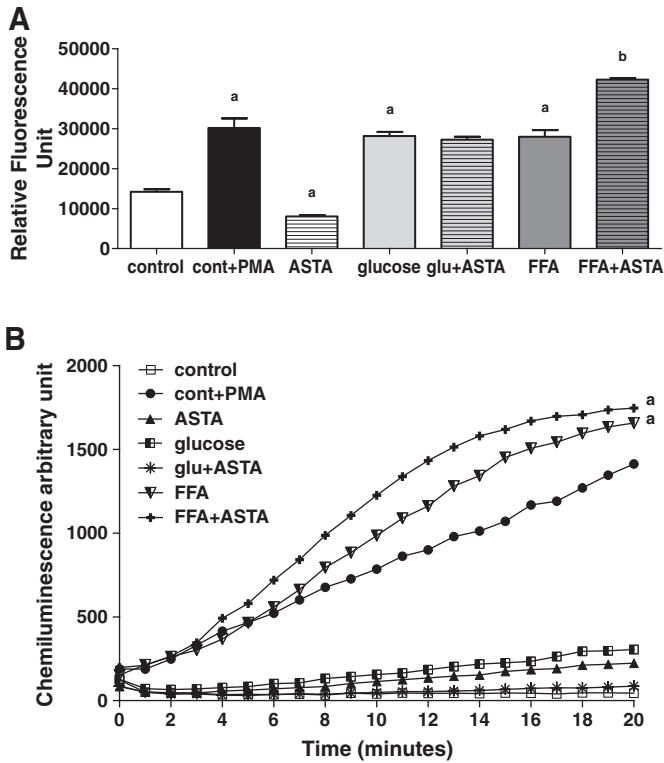 A
Relative Fluorescence
Unit
50000
40000
30000
20000
10000
0
a
a
a
a
b
control cont+PMA ASTA glucose glu+ASTA FFA FFA+ASTA
B
Chemiluminescence arbitrary unit
2000
1500
1000
500
0
control
cont+PMA
ASTA
glucose
glu+ASTA
FFA
FFA+ASTA
a
a
0 2 4 6 8 10 12 14 16 18 20
Time (minutes)